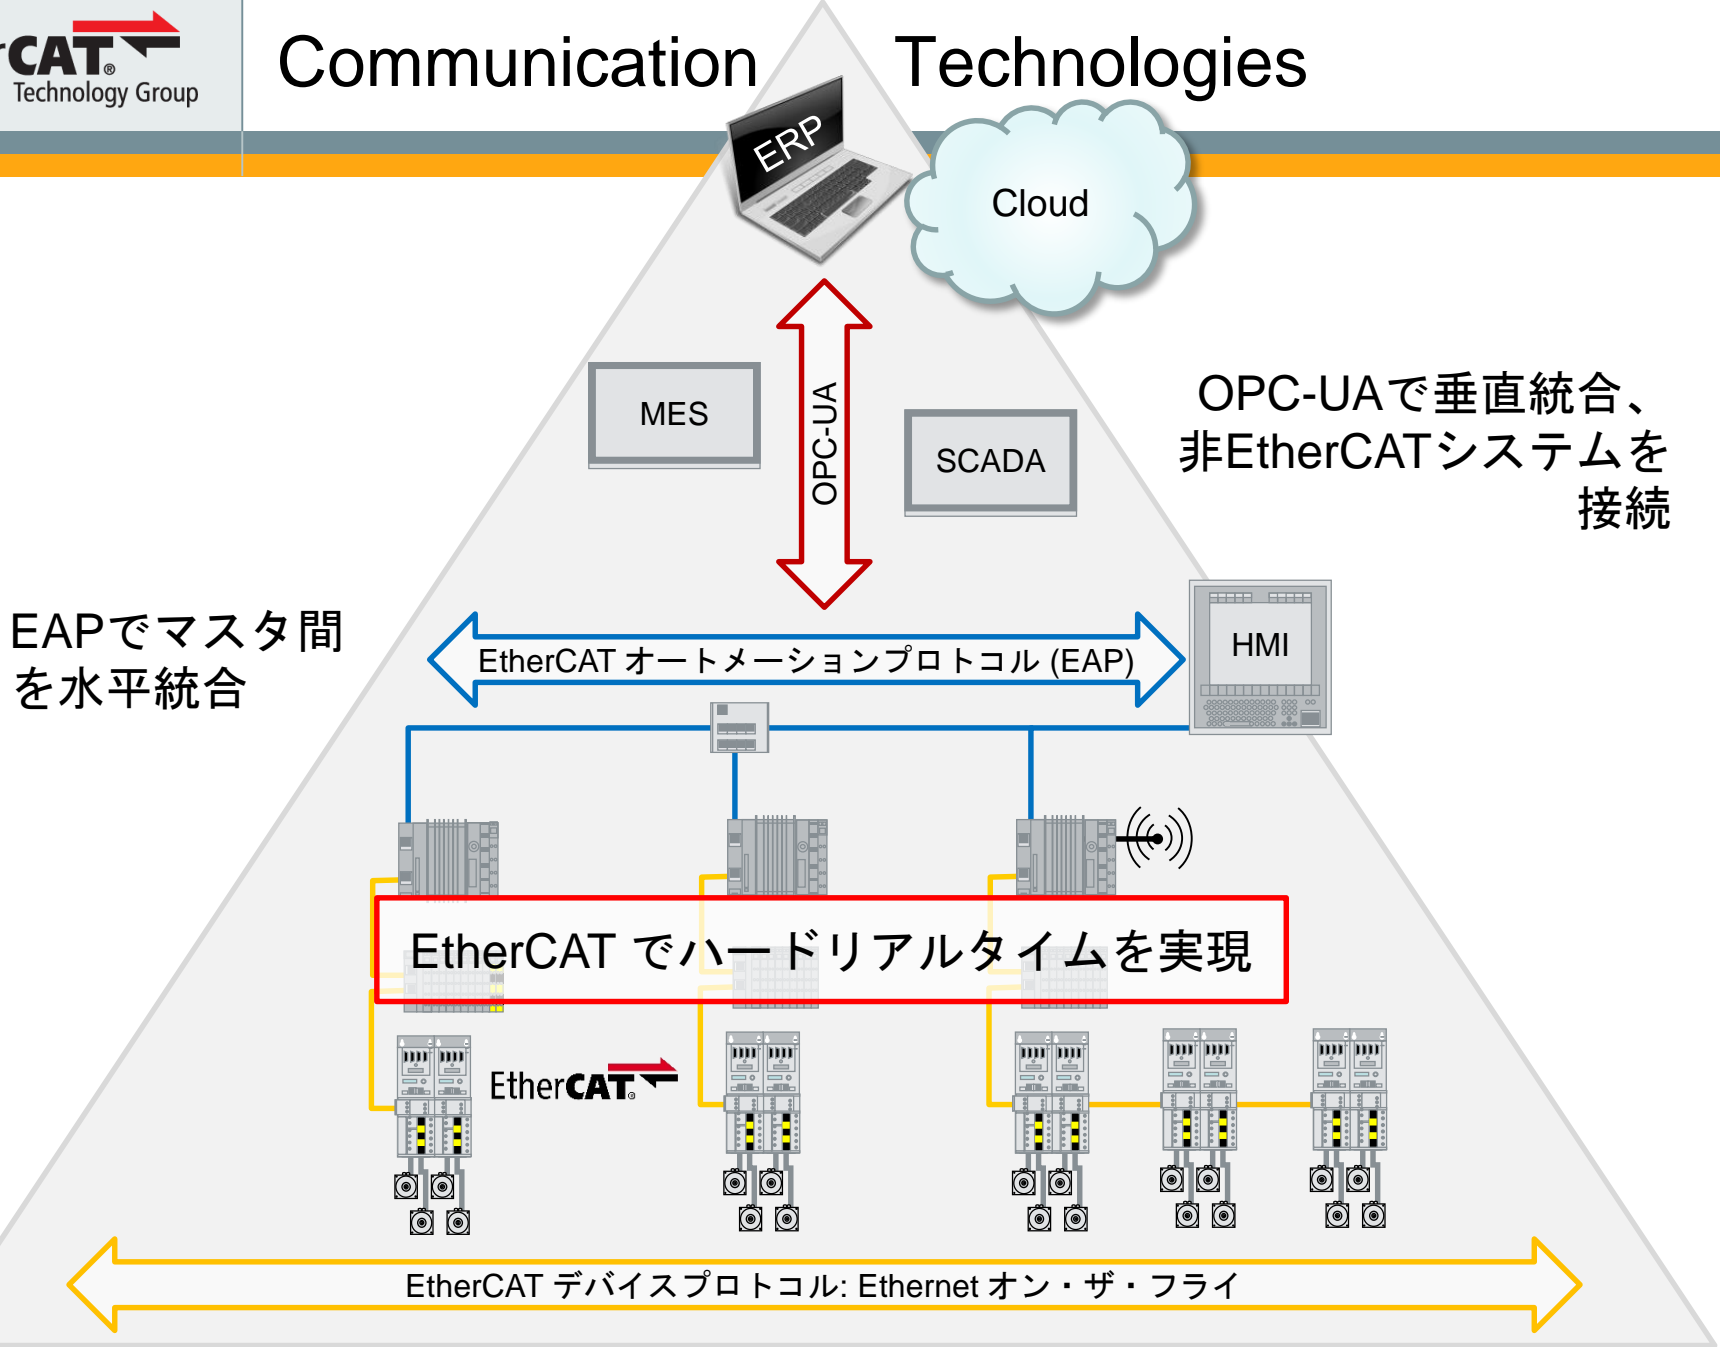 CAT®
Technology Group
Communication Technologies
ERP
Cloud
MES
OPC-UA
SCADA
OPC-UAで垂直統合、
非EtherCATシステムを
接続
EAPでマスタ間
を水平統合
EtherCAT オートメーションプロトコル (EAP)
HMI
EtherCAT でハードリアルタイムを実現
EtherCAT®
EtherCAT デバイスプロトコル: Ethernet オン・ザ・フライ